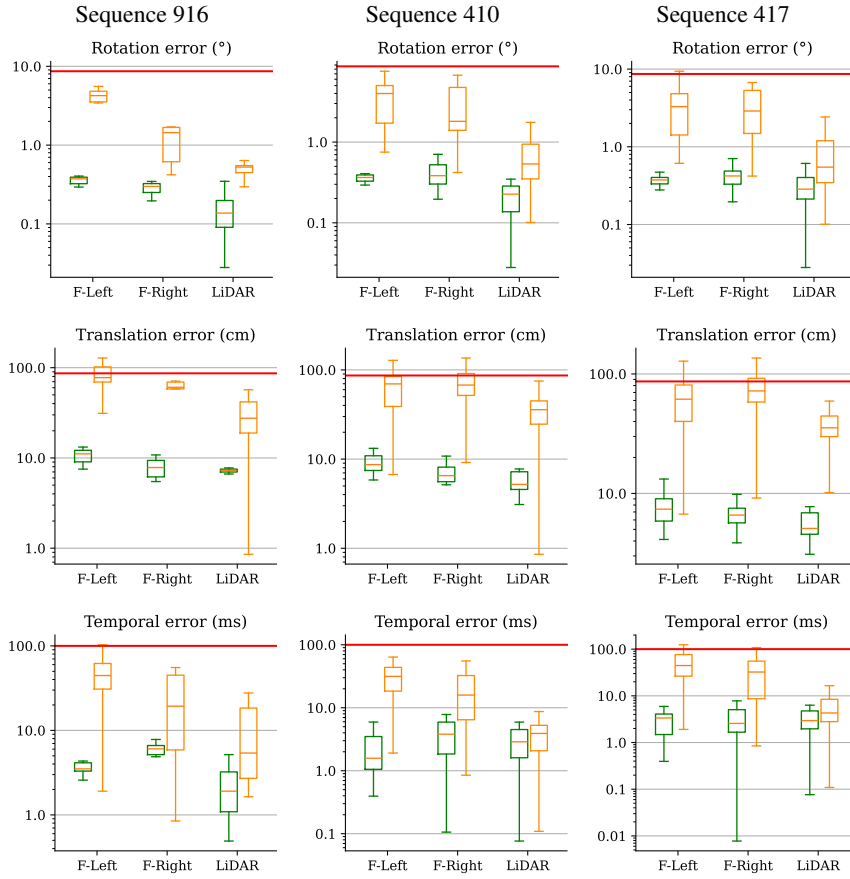 Sequence 916
Sequence 410
Sequence 417
Rotation error (°)
10.0
1.0
0.1
F-Left F-Right LiDAR
Rotation error (°)
1.0
0.1
F-Left F-Right LiDAR
Rotation error (°)
10.0
1.0
0.1
F-Left F-Right LiDAR
Translation error (cm)
100.0
10.0
1.0
F-Left F-Right LiDAR
Translation error (cm)
100.0
10.0
1.0
F-Left F-Right LiDAR
Translation error (cm)
100.0
10.0
F-Left F-Right LiDAR
Temporal error (ms)
100.0
10.0
1.0
F-Left F-Right LiDAR
Temporal error (ms)
100.0
10.0
1.0
0.1
F-Left F-Right LiDAR
Temporal error (ms)
100.0
10.0
1.0
0.1
0.01
F-Left F-Right LiDAR